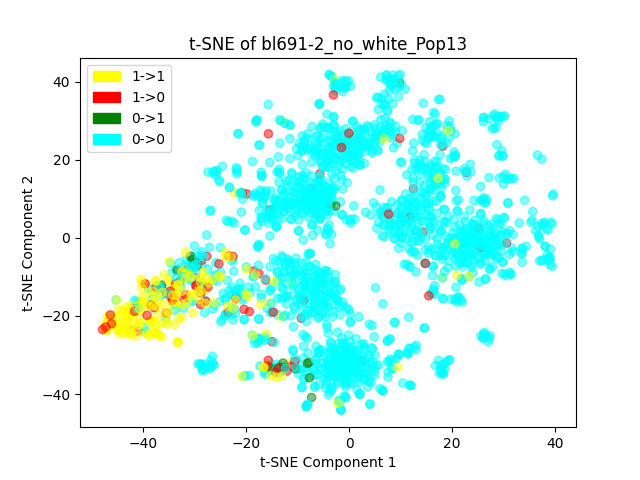 t-SNE of bl691-2_no_white_Pop13
1->1
1->0
0->1
0->0
t-SNE Component 2
40
20
0
−20
−40
−40 −20 0 20 40
t-SNE Component 1